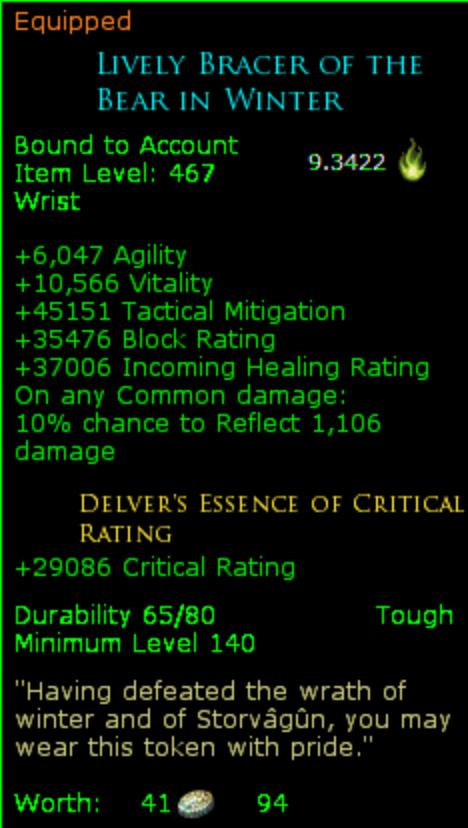 Equipped
Lively Bracer of the
Bear in Winter
Bound to Account
9.3422
Item Level: 467
Wrist
+6,047 Agility
+10,566 Vitality
+45151 Tactical Mitigation
+35476 Block Rating
+37006 Incoming Healing Rating
On any Common damage:
10% chance to Reflect 1,106
damage
Delver's Essence of Critical
Rating
+29086 Critical Rating
Durability 65/80 Tough
Minimum Level 140
"Having defeated the wrath of
winter and of Storvâgûn, you may
wear this token with pride."
Worth: 41 94